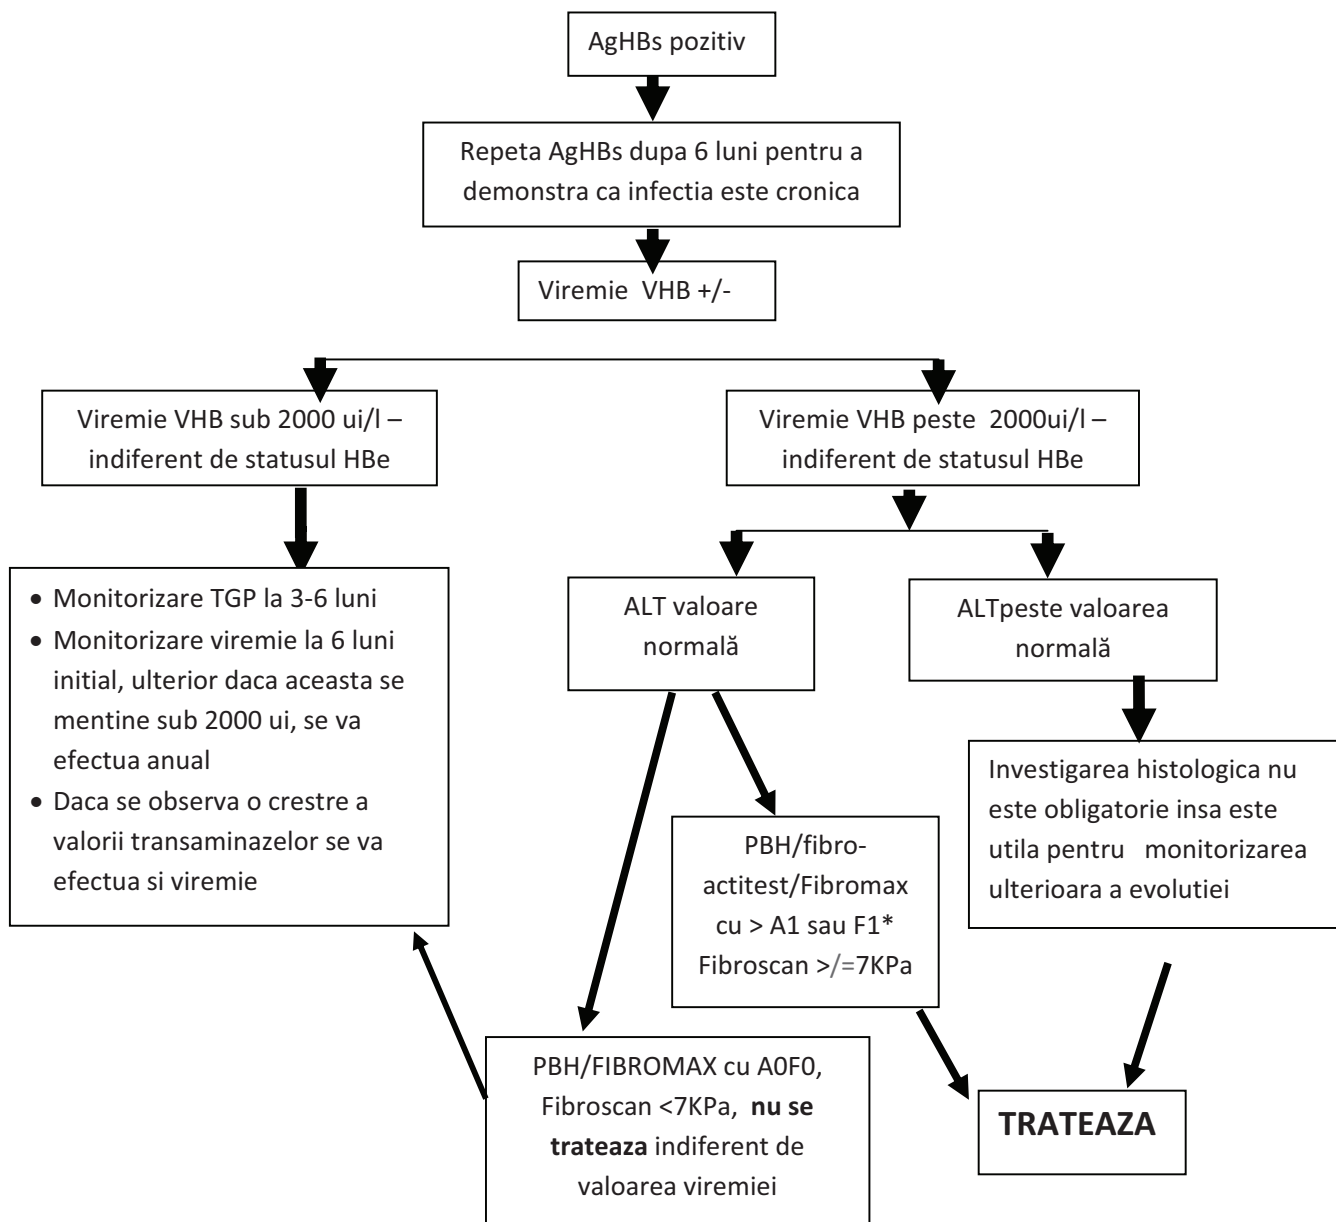 AgHBs pozitiv
Repeta AgHBs dupa 6 luni pentru a
demonstra ca infectia este cronica
Viremie VHB +/-
Viremie VHB sub 2000 ui/l –
indiferent de statusul HBe
Viremie VHB peste 2000ui/l –
indiferent de statusul HBe
• Monitorizare TGP la 3-6 luni
• Monitorizare viremie la 6 luni
initial, ulterior daca aceasta se
mentine sub 2000 ui, se va
efectua anual
• Daca se observa o crestre a
valorii transaminazelor se va
efectua si viremie
ALT valoare
normală
ALTpeste valoarea
normală
Investigarea histologica nu
este obligatorie insa este
utila pentru monitorizarea
ulterioara a evolutiei
PBH/fibro-
actitest/Fibromax
cu > A1 sau F1*
Fibroscan >/=7KPa
PBH/FIBROMAX cu A0F0,
Fibroscan <7KPa, nu se
trateaza indiferent de
valoarea viremiei
TRATEAZA